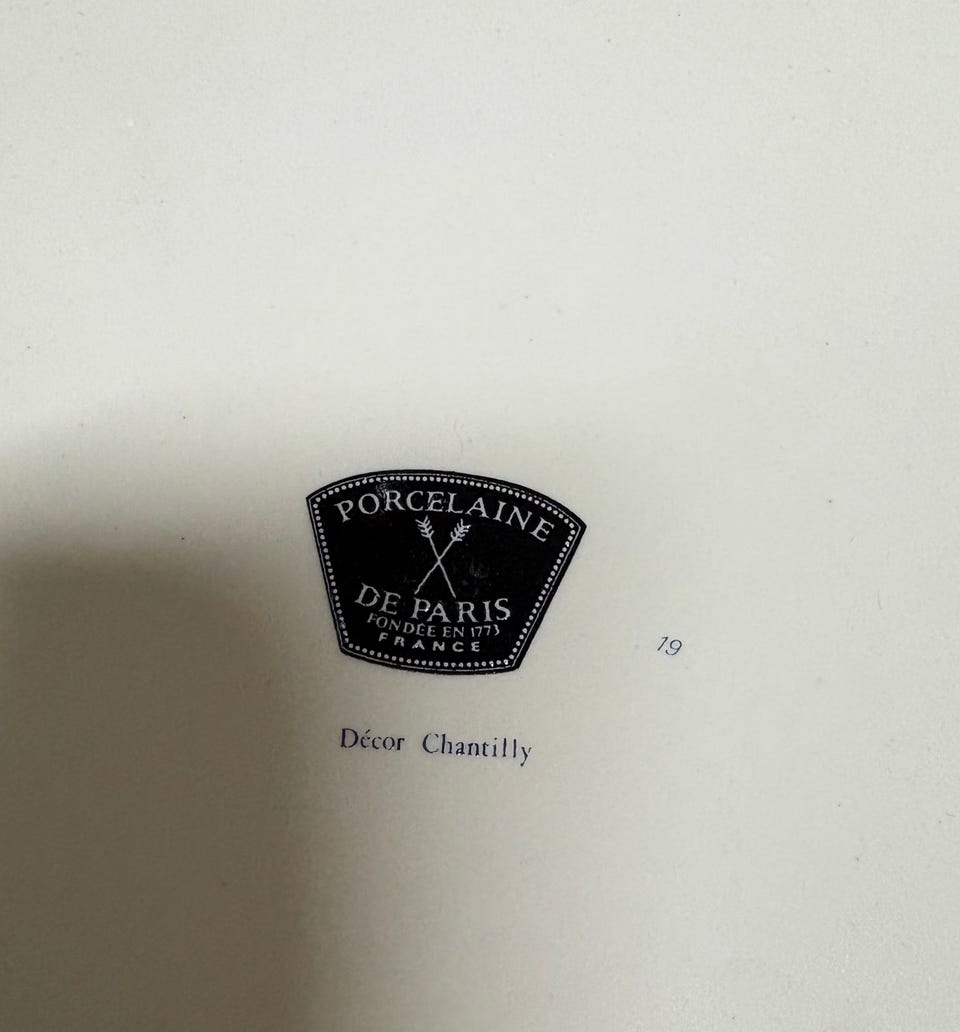 PORCELAINE
DE PARIS
FONDÉE EN 1773
FRANCE
19
Décor Chantilly